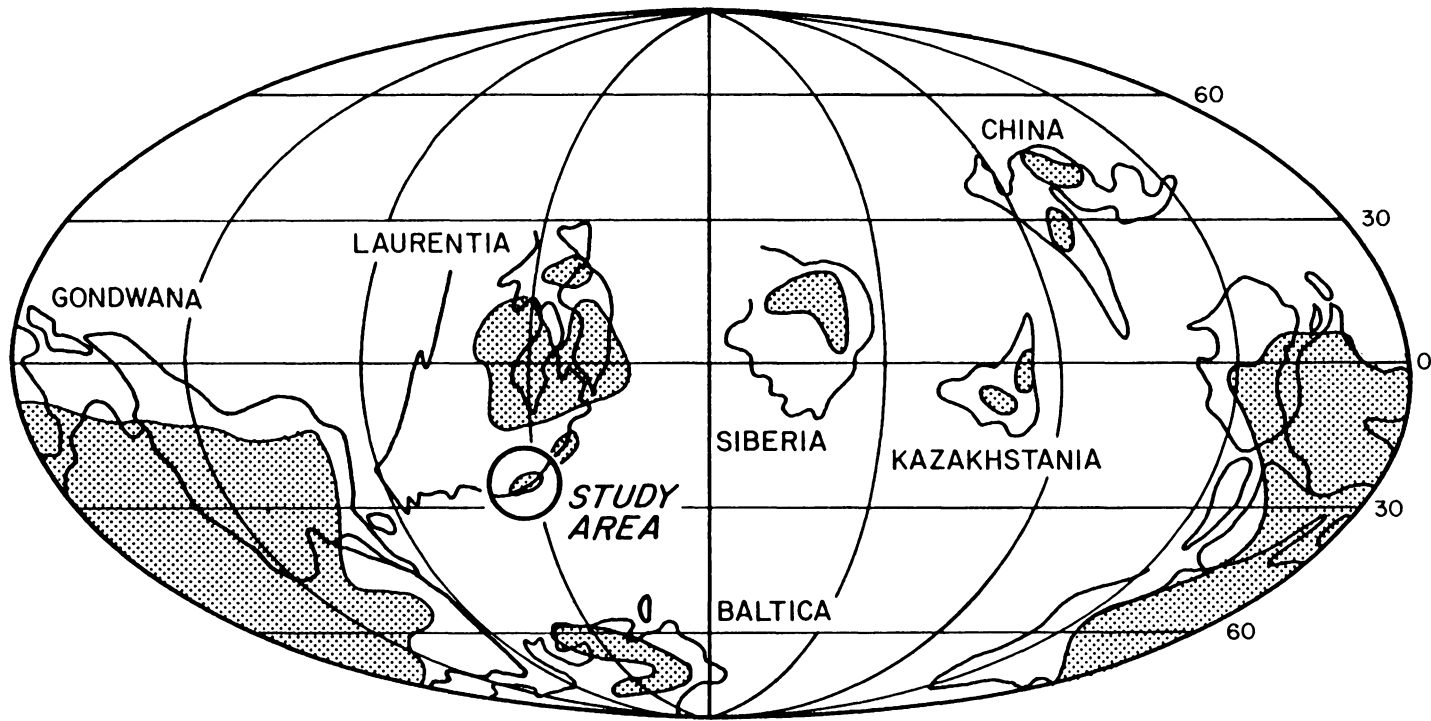 60
CHINA
30
LAURENTIA
GONDWANA
0
SIBERIA
KAZAKHSTANIA
STUDY
AREA
30
BALTICA
60